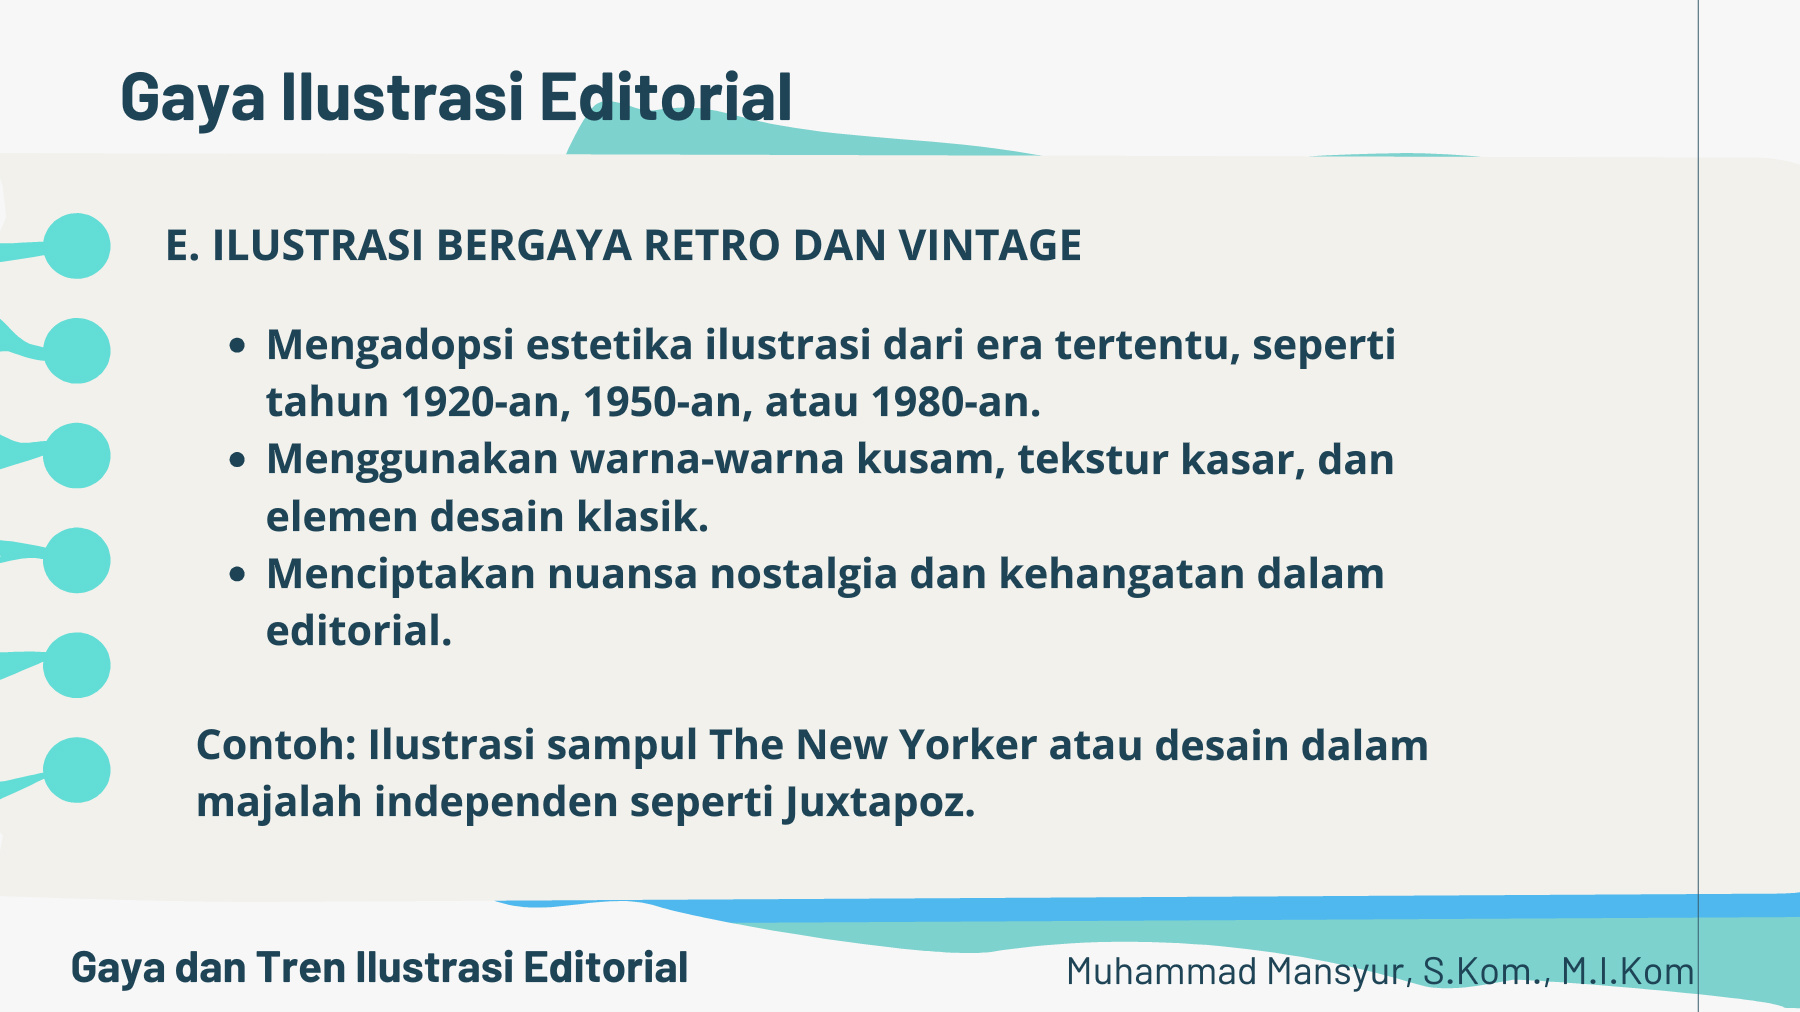 Gaya Ilustrasi Editorial
E. ILUSTRASI BERGAYA RETRO DAN VINTAGE
• Mengadopsi estetika ilustrasi dari era tertentu, seperti
tahun 1920-an, 1950-an, atau 1980-an.
• Menggunakan warna-warna kusam, tekstur kasar, dan
elemen desain klasik.
• Menciptakan nuansa nostalgia dan kehangatan dalam
editorial.
Contoh: Ilustrasi sampul The New Yorker atau desain dalam
majalah independen seperti Juxtapoz.
Gaya dan Tren Ilustrasi Editorial
Muhammad Mansyur, S.Kom., M.I.Kom